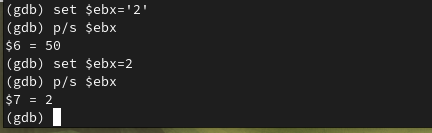 (gdb) set $ebx='2'
(gdb) p/s $ebx
$6 = 50
(gdb) set $ebx=2
(gdb) p/s $ebx
$7 = 2
(gdb)